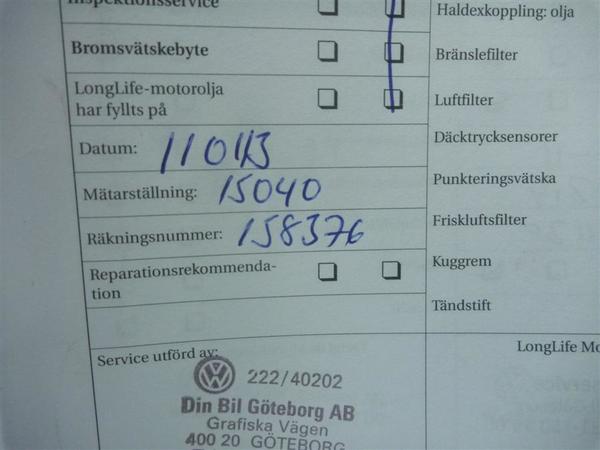 Inspektionsservice
Bromsvätskebyte
LongLife-motorolja
har fyllts på
Datum: 110113
Mätarställning: 15040
Räkningsnummer: 158376
Reparationsrekommenda-
tion
Service utförd av:
222/40202
Din Bil Göteborg AB
Grafiska Vägen
400 20 GÖTEBORG
Haldexkoppling: olja
Bränslefilter
Luftfilter
Däcktrycksensorer
Punkteringsvätska
Friskluftsfilter
Kuggrem
Tändstift
LongLife Mo